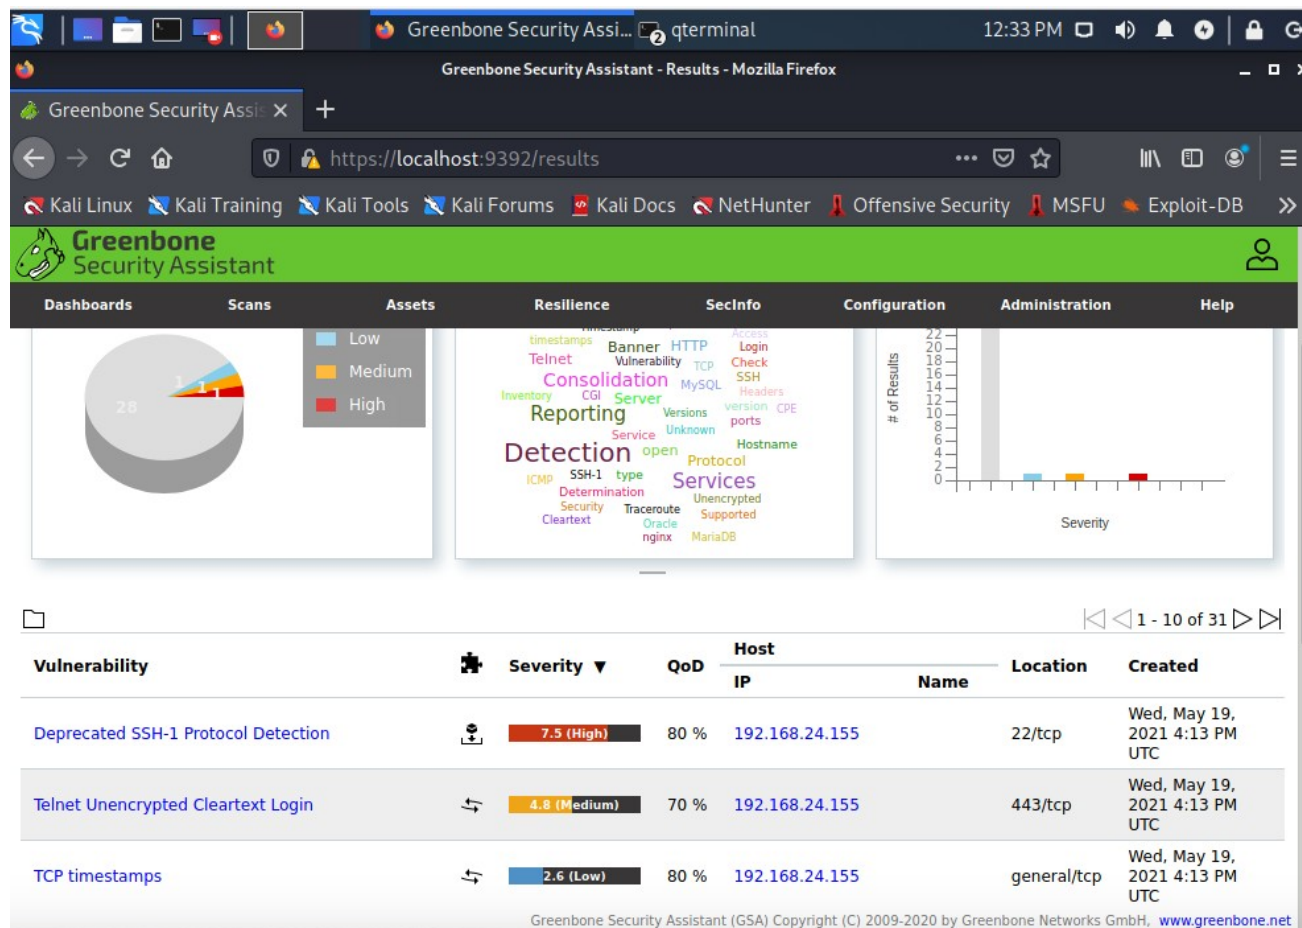 Greenbone Security Assi... 2 qterminal 12:33 PM
Greenbone Security Assistant - Results - Mozilla Firefox
Greenbone Security Assis
https://localhost:9392/results
Kali Linux Kali Training Kali Tools Kali Forums Kali Docs NetHunter Offensive Security MSFU Exploit-DB
Greenbone
Security Assistant
Dashboards Scans Assets Resilience SecInfo Configuration Administration Help
Low
Medium
High
1
1
1
28
timestamps Banner HTTP Access Login
Telnet Vulnerability TCP Check
Consolidation MySQL SSH
Inventory CGI Server Headers
Reporting Versions version CPE
ports
Service Unknown
Hostname
Detection open Protocol
ICMP SSH-1 type Services
Determination Unencrypted
Security Traceroute Supported
Cleartext Oracle
nginx MariaDB
# of Results
22
20
18
16
14
12
10
8
6
4
2
0
Severity
1 - 10 of 31
Vulnerability Severity ▼ QoD Host Location Created
IP Name
Deprecated SSH-1 Protocol Detection 7.5 (High) 80 % 192.168.24.155 22/tcp Wed, May 19,
2021 4:13 PM
UTC
Telnet Unencrypted Cleartext Login 4.8 (Medium) 70 % 192.168.24.155 443/tcp Wed, May 19,
2021 4:13 PM
UTC
TCP timestamps 2.6 (Low) 80 % 192.168.24.155 general/tcp Wed, May 19,
2021 4:13 PM
UTC
Greenbone Security Assistant (GSA) Copyright (C) 2009-2020 by Greenbone Networks GmbH, www.greenbone.net